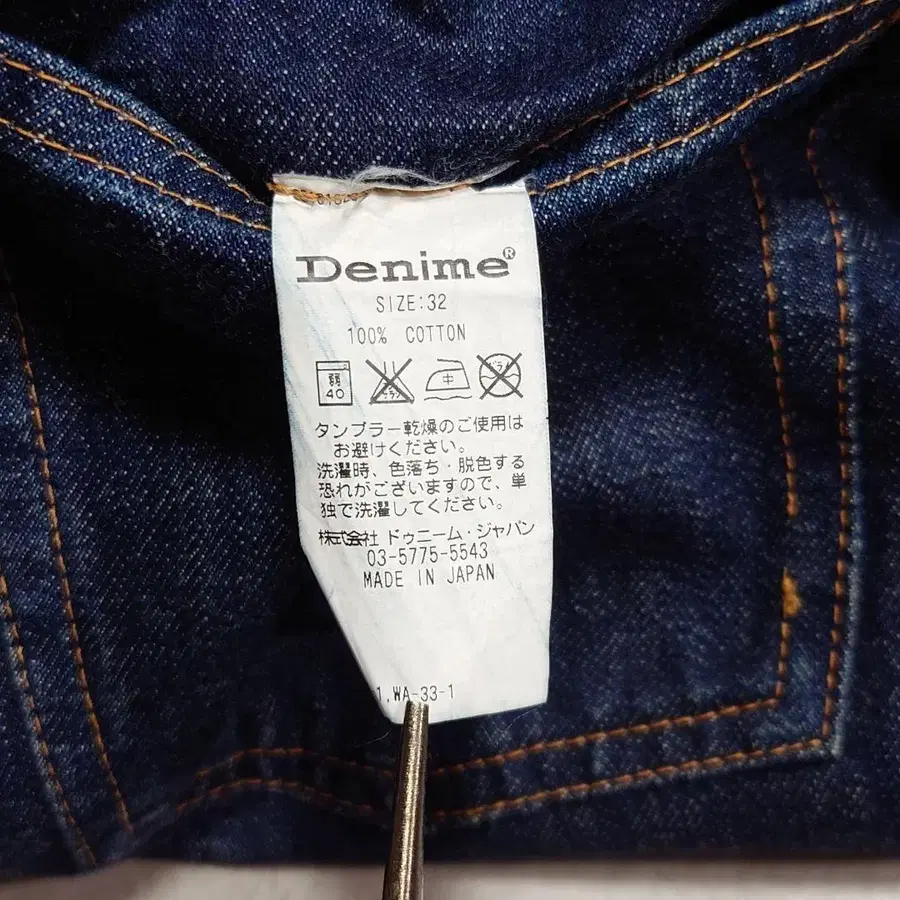 Denime®
SIZE:32
100% COTTON
弱
40
中
タンブラー乾燥のご使用は
お避けください。
洗濯時、色落ち・脱色する
恐れがございますので、単
独で洗濯してください。
株式会社 ドゥニーム・ジャパン
03-5775-5543
MADE IN JAPAN
1.WA-33-1